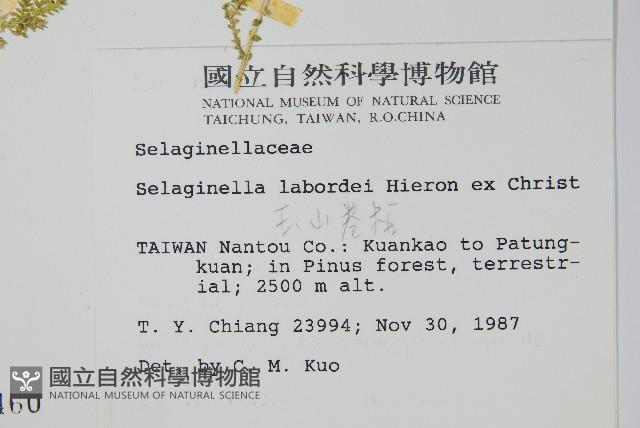 國立自然科學博物館
NATIONAL MUSEUM OF NATURAL SCIENCE
TAICHUNG, TAIWAN, R.O.CHINA
Selaginellaceae
Selaginella labordei Hieron ex Christ
玉山卷柏
TAIWAN Nantou Co.: Kuankao to Patung-
kuan; in Pinus forest, terrestr-
ial; 2500 m alt.
T. Y. Chiang 23994; Nov 30, 1987
Det. by C. M. Kuo
國立自然科學博物館
NATIONAL MUSEUM OF NATURAL SCIENCE